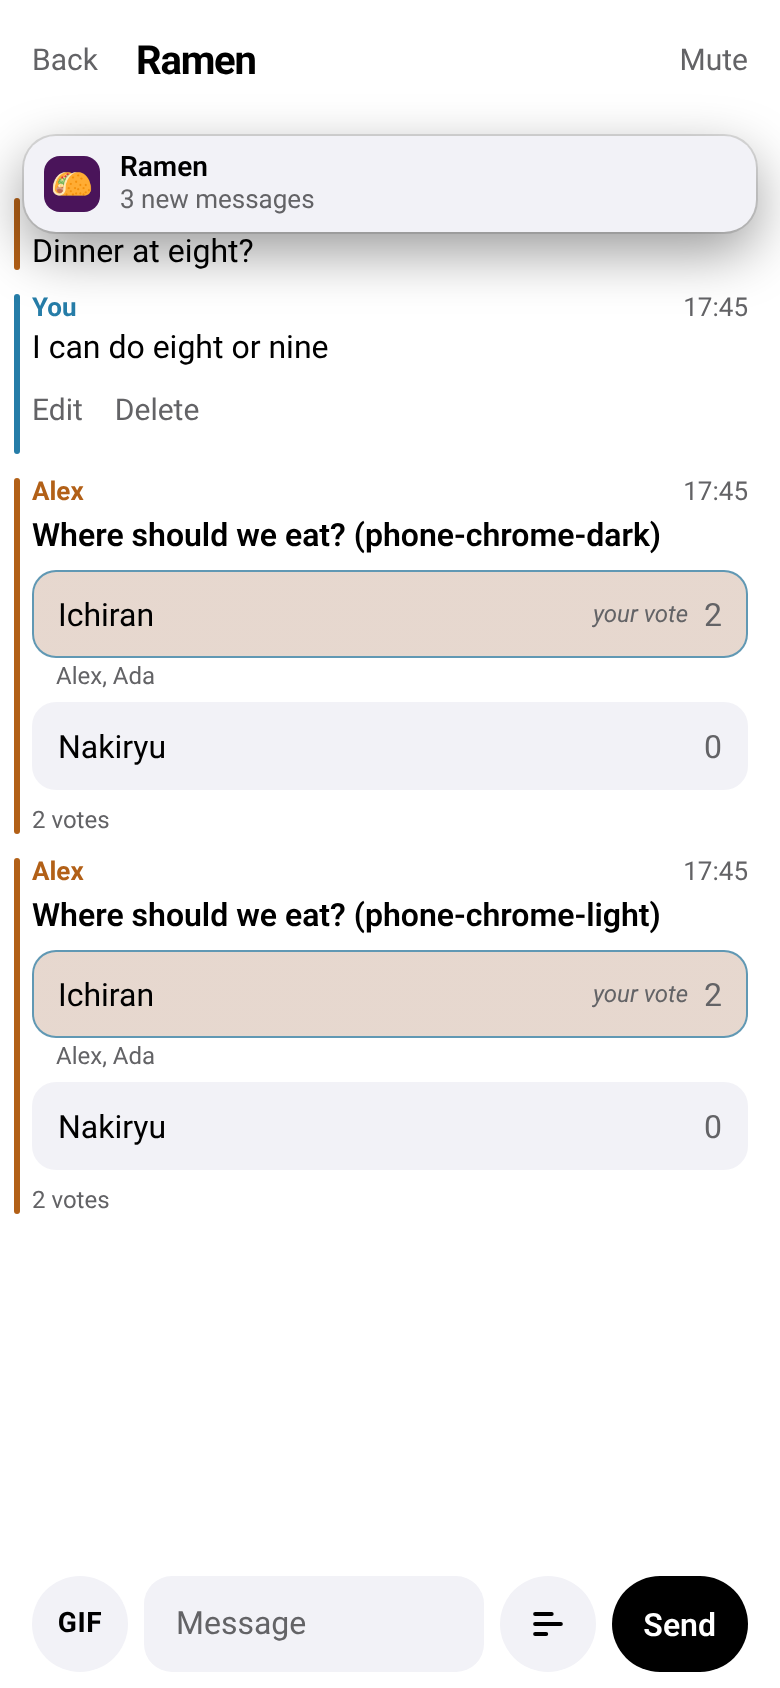 Back Ramen Mute
Ramen
3 new messages
Dinner at eight?
You 17:45
I can do eight or nine
Edit Delete
Alex 17:45
Where should we eat? (phone-chrome-dark)
Ichiran your vote 2
Alex, Ada
Nakiryu 0
2 votes
Alex 17:45
Where should we eat? (phone-chrome-light)
Ichiran your vote 2
Alex, Ada
Nakiryu 0
2 votes
GIF Message Send